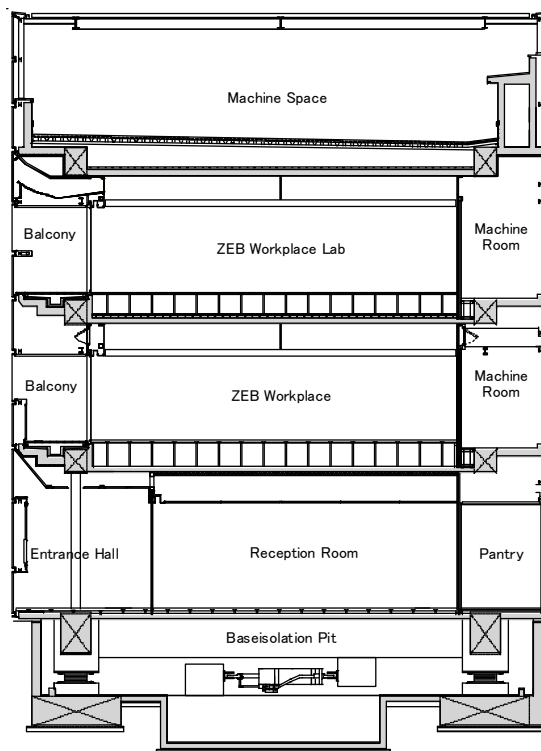 Machine Space
Balcony
ZEB Workplace Lab
Machine
Room
Balcony
ZEB Workplace
Machine
Room
Entrance Hall
Reception Room
Pantry
Baseisolation Pit